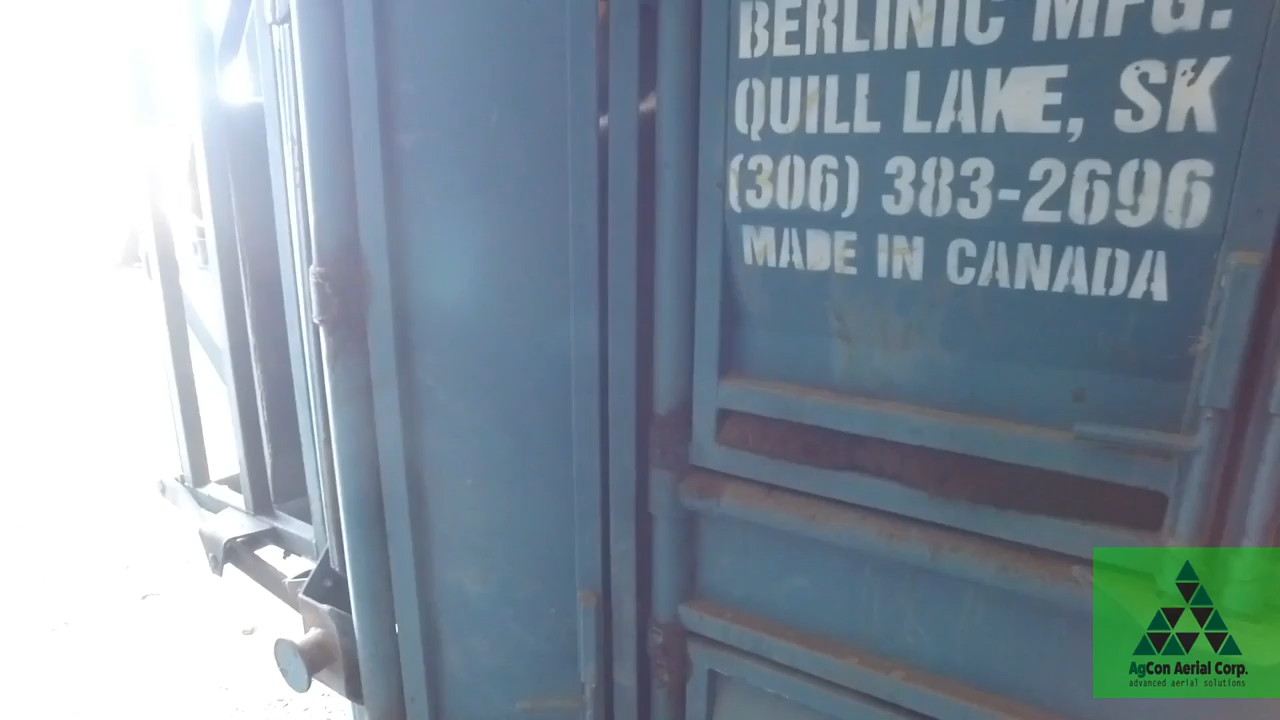 BERLINIC MFG.
QUILL LAKE, SK
(306) 383-2696
MADE IN CANADA
AgCon Aerial Corp.
advanced aerial solutions